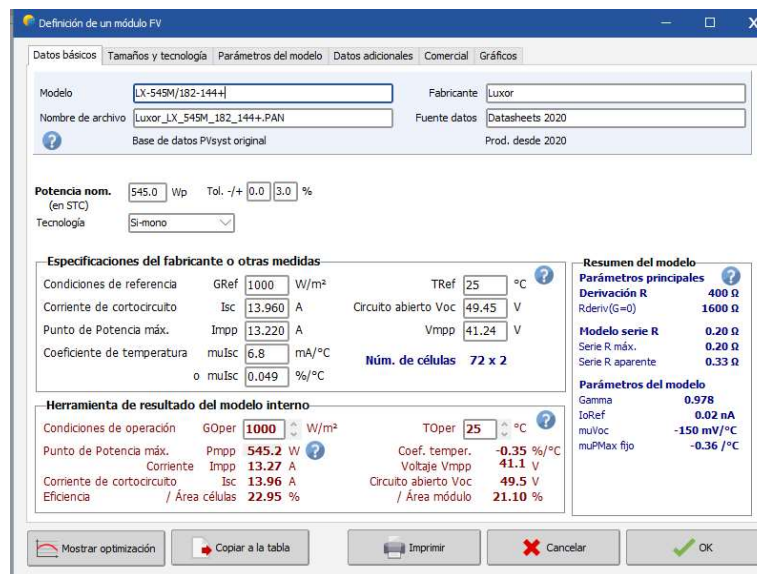 Definición de un módulo FV
Datos básicos Tamaños y tecnología Parámetros del modelo Datos adicionales Comercial Gráficos
Modelo LX-545M/182-144+ Fabricante Luxor
Nombre de archivo Luxor_LX_545M_182_144+.PAN Fuente datos Datasheets 2020
? Base de datos PVsyst original Prod. desde 2020
Potencia nom. 545.0 Wp Tol. -/+ 0.0 3.0 %
(en STC)
Tecnología Si-mono
Especificaciones del fabricante o otras medidas
Condiciones de referencia GRef 1000 W/m² TRef 25 °C ?
Corriente de cortocircuito Isc 13.960 A Circuito abierto Voc 49.45 V
Punto de Potencia máx. Impp 13.220 A Vmpp 41.24 V
Coeficiente de temperatura muIsc 6.8 mA/°C Núm. de células 72 x 2
o muIsc 0.049 %/°C
Herramienta de resultado del modelo interno
Condiciones de operación GOper 1000 W/m² TOper 25 °C ?
Punto de Potencia máx. Pmpp 545.2 W ? Coef. temper. -0.35 %/°C
Corriente Impp 13.27 A Voltaje Vmpp 41.1 V
Corriente de cortocircuito Isc 13.96 A Circuito abierto Voc 49.5 V
Eficiencia / Área células 22.95 % / Área módulo 21.10 %
Resumen del modelo
Parámetros principales ?
Derivación R 400 Ω
Rderiv(G=0) 1600 Ω
Modelo serie R 0.20 Ω
Serie R máx. 0.20 Ω
Serie R aparente 0.33 Ω
Parámetros del modelo
Gamma 0.978
IoRef 0.02 nA
muVoc -150 mV/°C
muPMax fijo -0.36 /°C
Mostrar optimización Copiar a la tabla Imprimir Cancelar OK